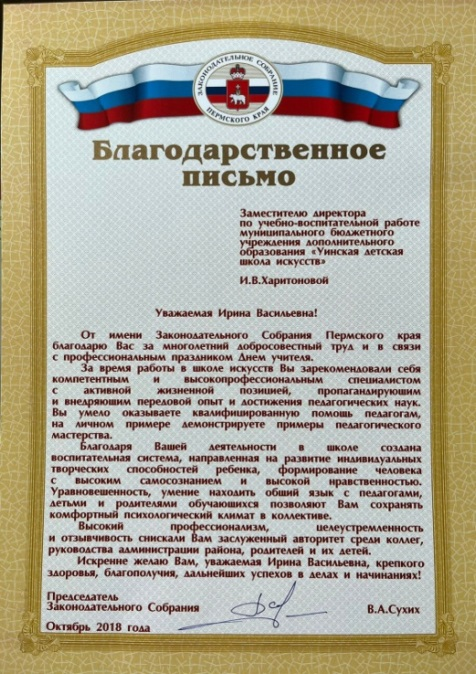 ЗАКОНОДАТЕЛЬНОЕ СОБРАНИЕ
ПЕРМСКОГО КРАЯ
Благодарственное
письмо
Заместителю директора
по учебно-воспитательной работе
муниципального бюджетного
учреждения дополнительного
образования «Уинская детская
школа искусств»
И.В.Харитоновой
Уважаемая Ирина Васильевна!
От имени Законодательного Собрания Пермского края
благодарю Вас за многолетний добросовестный труд и в связи
с профессиональным праздником Днем учителя.
За время работы в школе искусств Вы зарекомендовали себя
компетентным и высокопрофессиональным специалистом
с активной жизненной позицией, пропагандирующим
и внедряющим передовой опыт и достижения педагогических наук.
Вы умело оказываете квалифицированную помощь педагогам,
на личном примере демонстрируете примеры педагогического
мастерства.
Благодаря Вашей деятельности в школе создана
воспитательная система, направленная на развитие индивидуальных
творческих способностей ребенка, формирование человека
с высоким самосознанием и высокой нравственностью.
Уравновешенность, умение находить общий язык с педагогами,
детьми и родителями обучающихся позволяют Вам сохранять
комфортный психологический климат в коллективе.
Высокий профессионализм, целеустремленность
и отзывчивость снискали Вам заслуженный авторитет среди коллег,
руководства администрации района, родителей и их детей.
Искренне желаю Вам, уважаемая Ирина Васильевна, крепкого
здоровья, благополучия, дальнейших успехов в делах и начинаниях!
Председатель
Законодательного Собрания В.А.Сухих
Октябрь 2018 года